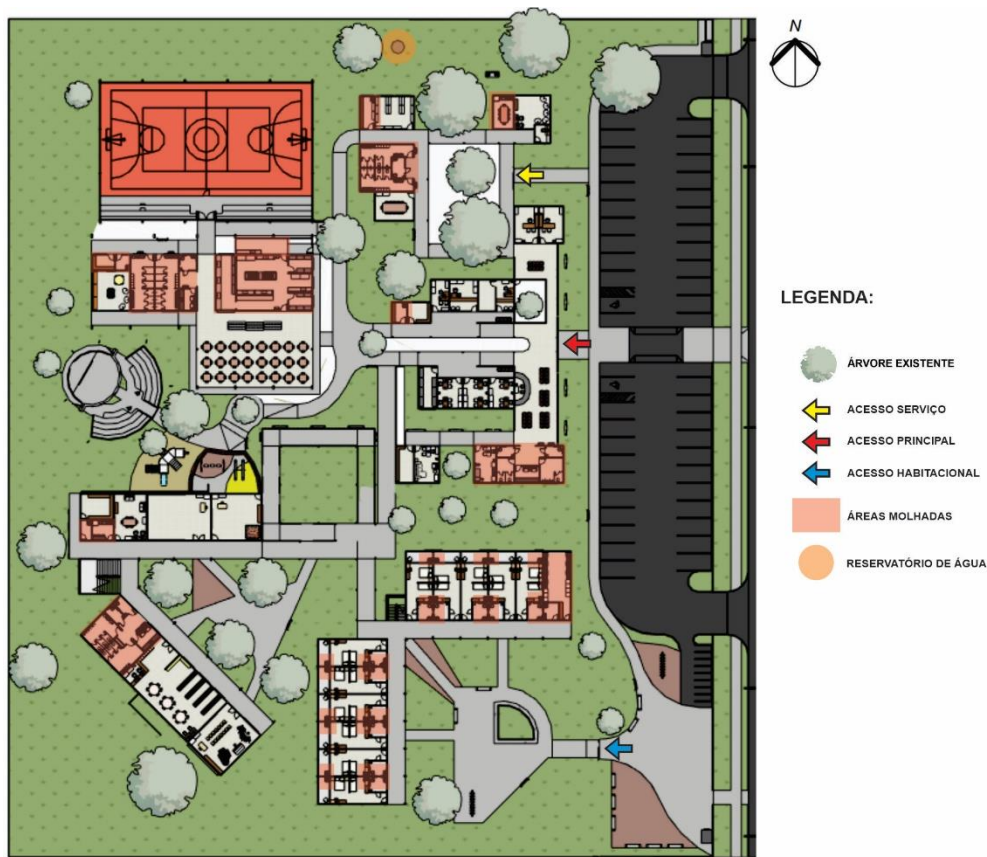 N
LEGENDA:
ÁRVORE EXISTENTE
ACESSO SERVIÇO
ACESSO PRINCIPAL
ACESSO HABITACIONAL
ÁREAS MOLHADAS
RESERVATÓRIO DE ÁGUA